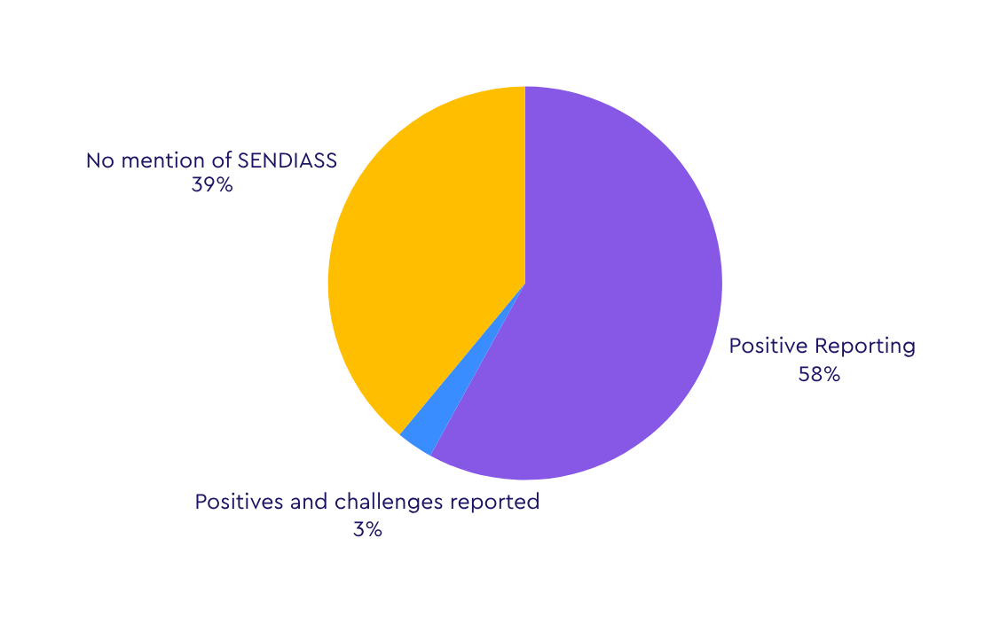 No mention of SENDIASS
39%
Positive Reporting
58%
Positives and challenges reported
3%